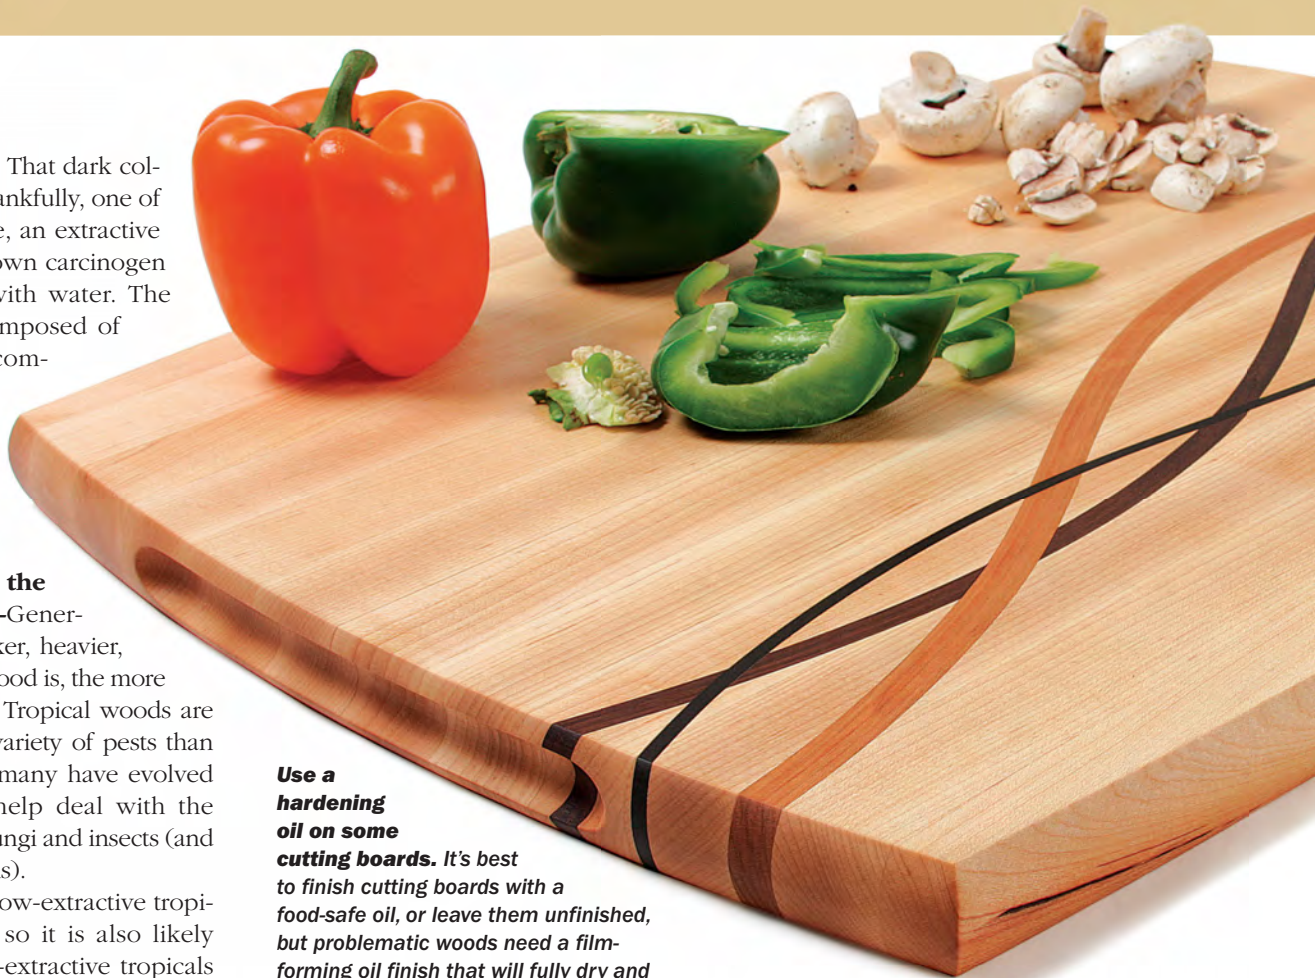 That dark col-
ankfully, one of
e, an extractive
own carcinogen
with water. The
mposed of
com-
the
-Gener-
ker, heavier,
ood is, the more
Tropical woods are
variety of pests than
many have evolved
help deal with the
ungi and insects (and
s).
ow-extractive tropi-
so it is also likely
-extractive tropicals
Use a
hardening
oil on some
cutting boards. It’s best
to finish cutting boards with a
food-safe oil, or leave them unfinished,
but problematic woods need a film-
forming oil finish that will fully dry and